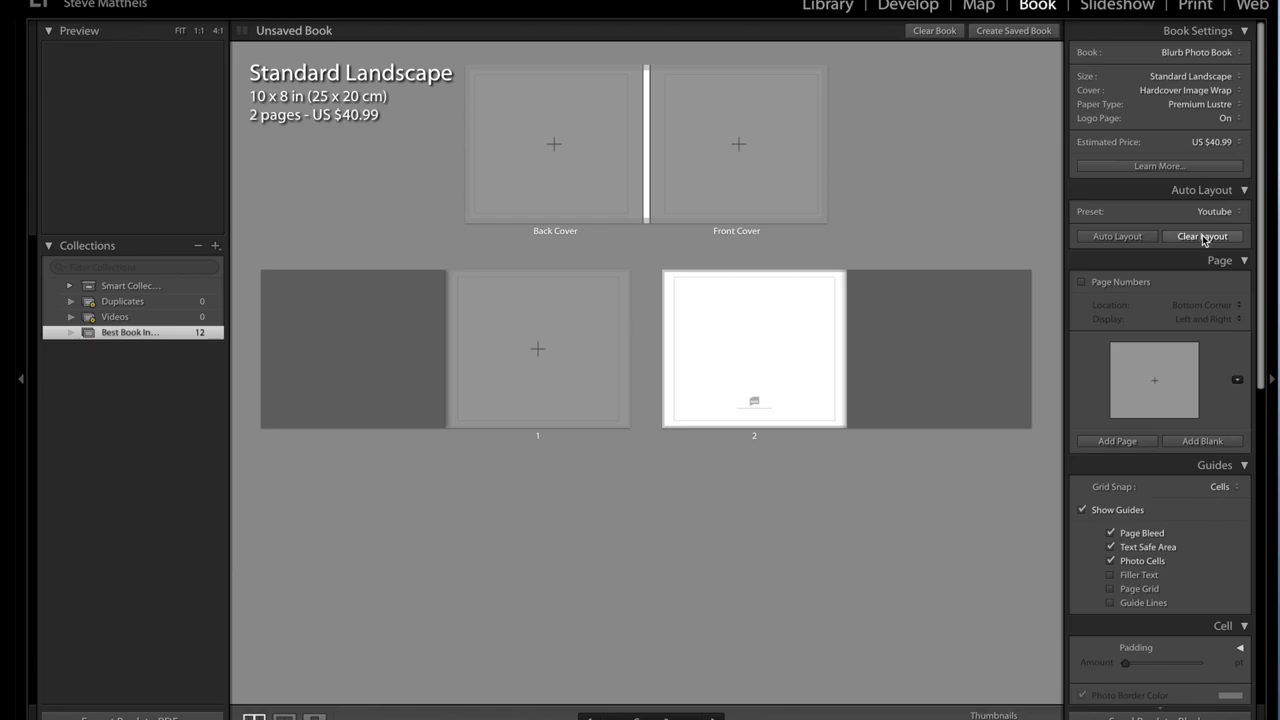 Steve Mattheis
Library | Develop | Map | Book | Slideshow | Print | Web
Preview FIT 1:1 4:1
Unsaved Book
Clear Book Create Saved Book
Book Settings
Standard Landscape
10 x 8 in (25 x 20 cm)
2 pages - US $40.99
Back Cover
Front Cover
1
2
Collections
Filter Collections
Smart Collec...
Duplicates 0
Videos 0
Best Book In... 12
Book : Blurb Photo Book
Size : Standard Landscape
Cover : Hardcover Image Wrap
Paper Type: Premium Lustre
Logo Page: On
Estimated Price: US $40.99
Learn More...
Auto Layout
Preset: Youtube
Auto Layout Clear Layout
Page
Page Numbers
Location: Bottom Corner
Display: Left and Right
Add Page Add Blank
Guides
Grid Snap : Cells
Show Guides
Page Bleed
Text Safe Area
Photo Cells
Filler Text
Page Grid
Guide Lines
Cell
Padding
Amount pt
Photo Border Color
Thumbnails